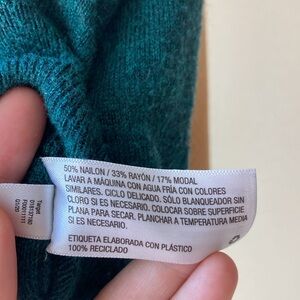 50% NAILON / 33% RAYÓN / 17% MODAL
LAVAR A MÁQUINA CON AGUA FRÍA CON COLORES
SIMILARES. CICLO DELICADO. SÓLO BLANQUEADOR SIN
CLORO SI ES NECESARIO. COLOCAR SOBRE SUPERFICIE
PLANA PARA SECAR. PLANCHAR A TEMPERATURA MEDIA
SI ES NECESARIO.
ETIQUETA ELABORADA CON PLÁSTICO
100% RECICLADO
Target